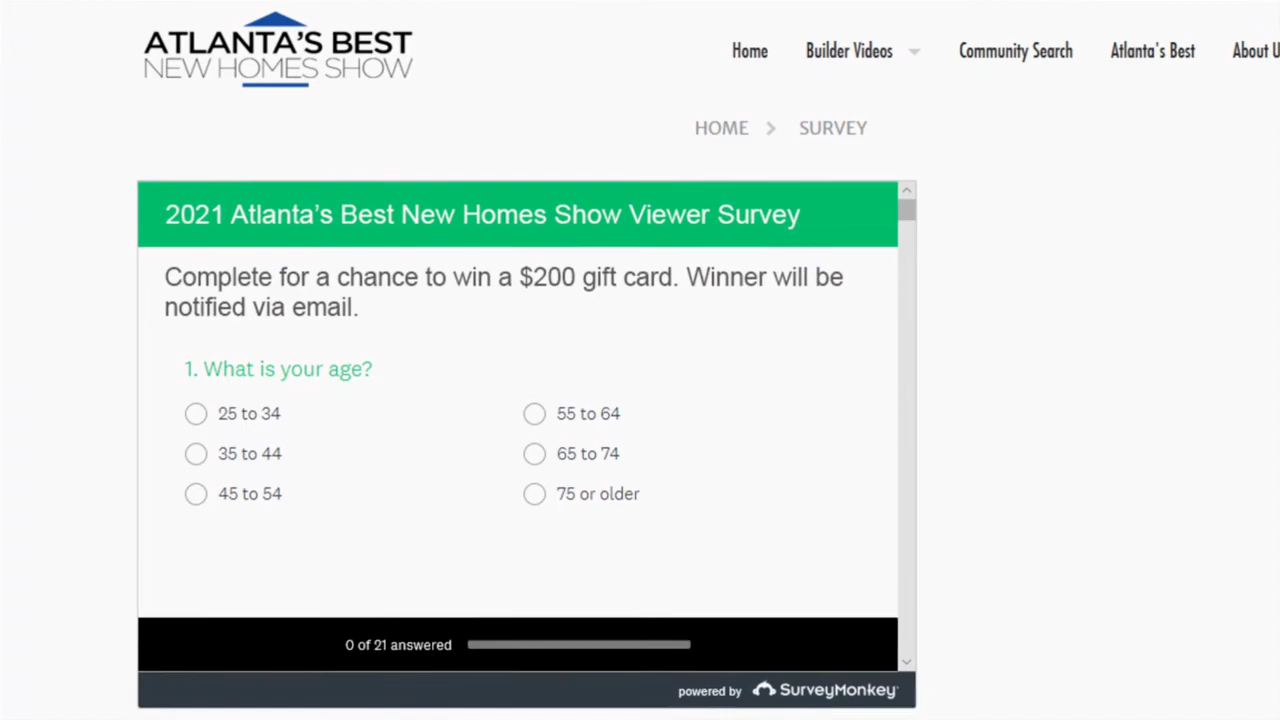 ATLANTA'S BEST
NEW HOMES SHOW
Home Builder Videos Community Search Atlanta's Best About U
HOME SURVEY
2021 Atlanta's Best New Homes Show Viewer Survey
Complete for a chance to win a $200 gift card. Winner will be
notified via email.
1. What is your age?
25 to 34 55 to 64
35 to 44 65 to 74
45 to 54 75 or older
0 of 21 answered
powered by SurveyMonkey